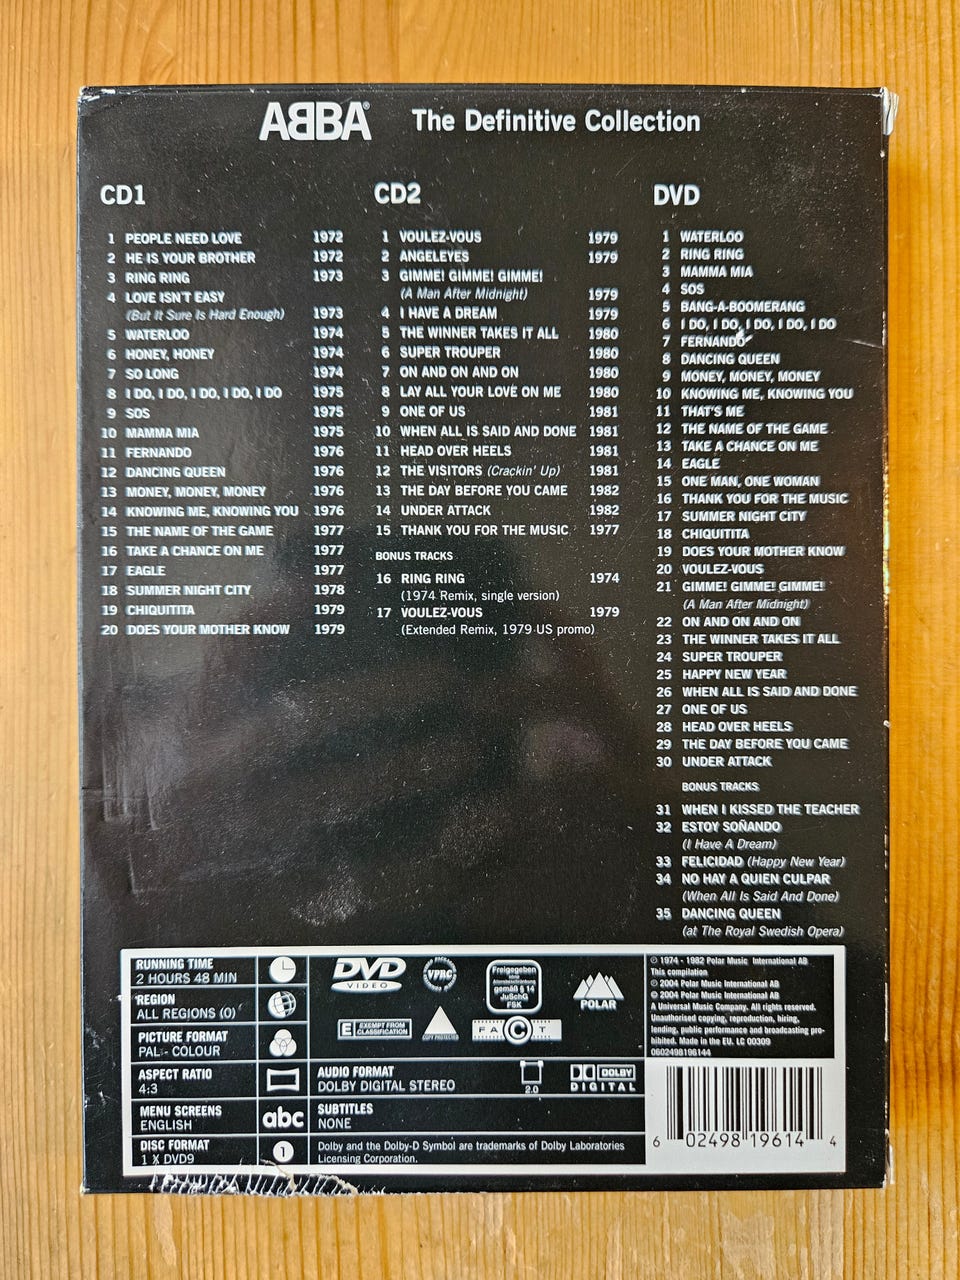 ABBA® The Definitive Collection
CD1
1 PEOPLE NEED LOVE 1972
2 HE IS YOUR BROTHER 1972
3 RING RING 1973
4 LOVE ISN'T EASY
(But It Sure Is Hard Enough) 1973
5 WATERLOO 1974
6 HONEY, HONEY 1974
7 SO LONG 1974
8 I DO, I DO, I DO, I DO, I DO 1975
9 SOS 1975
10 MAMMA MIA 1975
11 FERNANDO 1976
12 DANCING QUEEN 1976
13 MONEY, MONEY, MONEY 1976
14 KNOWING ME, KNOWING YOU 1976
15 THE NAME OF THE GAME 1977
16 TAKE A CHANCE ON ME 1977
17 EAGLE 1977
18 SUMMER NIGHT CITY 1978
19 CHIQUITITA 1979
20 DOES YOUR MOTHER KNOW 1979
CD2
1 VOULEZ-VOUS 1979
2 ANGELEYES 1979
3 GIMME! GIMME! GIMME!
(A Man After Midnight) 1979
4 I HAVE A DREAM 1979
5 THE WINNER TAKES IT ALL 1980
6 SUPER TROUPER 1980
7 ON AND ON AND ON 1980
8 LAY ALL YOUR LOVE ON ME 1980
9 ONE OF US 1981
10 WHEN ALL IS SAID AND DONE 1981
11 HEAD OVER HEELS 1981
12 THE VISITORS (Crackin' Up) 1981
13 THE DAY BEFORE YOU CAME 1982
14 UNDER ATTACK 1982
15 THANK YOU FOR THE MUSIC 1977
BONUS TRACKS
16 RING RING 1974
(1974 Remix, single version)
17 VOULEZ-VOUS 1979
(Extended Remix, 1979 US promo)
DVD
1 WATERLOO
2 RING RING
3 MAMMA MIA
4 SOS
5 BANG-A-BOOMERANG
6 I DO, I DO, I DO, I DO, I DO
7 FERNANDO
8 DANCING QUEEN
9 MONEY, MONEY, MONEY
10 KNOWING ME, KNOWING YOU
11 THAT'S ME
12 THE NAME OF THE GAME
13 TAKE A CHANCE ON ME
14 EAGLE
15 ONE MAN, ONE WOMAN
16 THANK YOU FOR THE MUSIC
17 SUMMER NIGHT CITY
18 CHIQUITITA
19 DOES YOUR MOTHER KNOW
20 VOULEZ-VOUS
21 GIMME! GIMME! GIMME!
(A Man After Midnight)
22 ON AND ON AND ON
23 THE WINNER TAKES IT ALL
24 SUPER TROUPER
25 HAPPY NEW YEAR
26 WHEN ALL IS SAID AND DONE
27 ONE OF US
28 HEAD OVER HEELS
29 THE DAY BEFORE YOU CAME
30 UNDER ATTACK
BONUS TRACKS
31 WHEN I KISSED THE TEACHER
32 ESTOY SOÑANDO
(I Have A Dream)
33 FELICIDAD (Happy New Year)
34 NO HAY A QUIEN CULPAR
(When All Is Said And Done)
35 DANCING QUEEN
(at The Royal Swedish Opera)
RUNNING TIME
2 HOURS 48 MIN
REGION
ALL REGIONS (0)
PICTURE FORMAT
PAL - COLOUR
ASPECT RATIO
4:3
MENU SCREENS
ENGLISH
abc
DISC FORMAT
1 X DVD9
1
DVD
VIDEO
VPRC
Freigegeben
ohne
Altersbeschränkung
gemäß § 14
JuSchG
FSK
POLAR
E EXEMPT FROM
CLASSIFICATION
COPY PROTECTED
FACT
AUDIO FORMAT
DOLBY DIGITAL STEREO
2.0
DOLBY
DIGITAL
SUBTITLES
NONE
Dolby and the Dolby-D Symbol are trademarks of Dolby Laboratories
Licensing Corporation.
℗ 1974 - 1982 Polar Music International AB
This compilation
℗ 2004 Polar Music International AB
© 2004 Polar Music International AB
A Universal Music Company. All rights reserved.
Unauthorised copying, reproduction, hiring,
lending, public performance and broadcasting pro-
hibited. Made in the EU. LC 00309
0602498196144
6 02498 19614 4